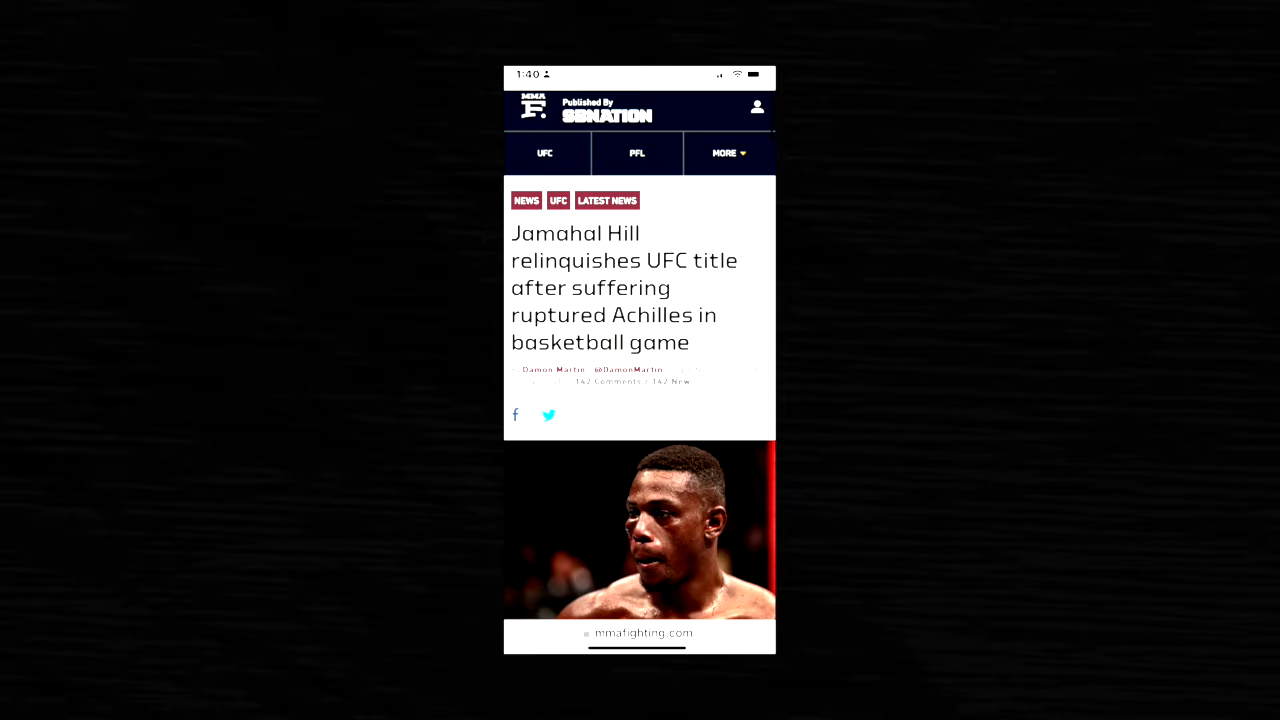 1:40
MMA
F.
Published By
SBNATION
UFC
PFL
MORE
NEWS
UFC
LATEST NEWS
Jamahal Hill
relinquishes UFC title
after suffering
ruptured Achilles in
basketball game
Damon Martin @DamonMartin
142 Comments / 142 New
mmafighting.com